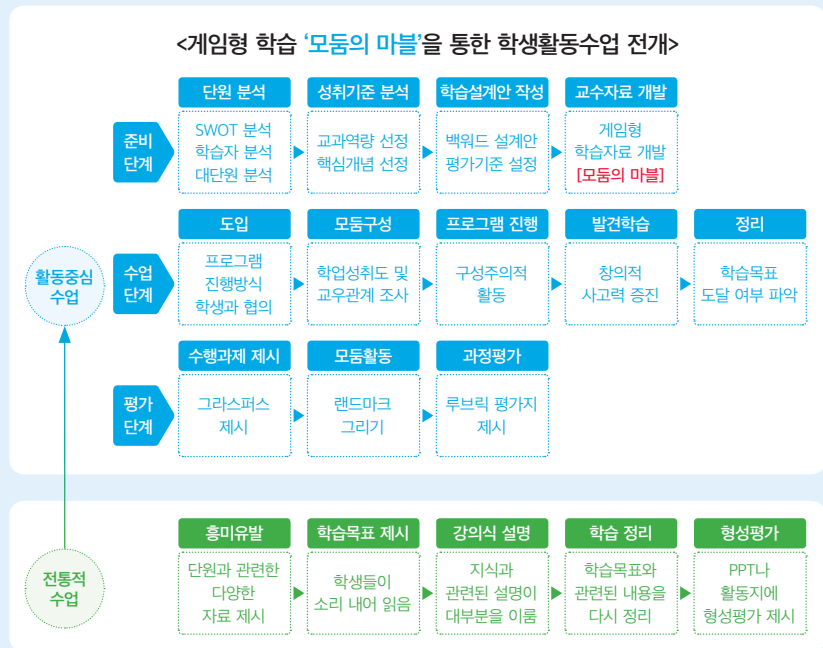 <게임형 학습 ‘모둠의 마블’을 통한 학생활동수업 전개>
준비
단계
단원 분석
SWOT 분석
학습자 분석
대단원 분석
성취기준 분석
교과역량 선정
핵심개념 선정
학습설계안 작성
백워드 설계안
평가기준 설정
교수자료 개발
게임형
학습자료 개발
[모둠의 마블]
활동중심
수업
수업
단계
도입
프로그램
진행방식
학생과 협의
모둠구성
학업성취도 및
교우관계 조사
프로그램 진행
구성주의적
활동
발견학습
창의적
사고력 증진
정리
학습목표
도달 여부 파악
평가
단계
수행과제 제시
그라스퍼스
제시
모둠활동
랜드마크
그리기
과정평가
루브릭 평가지
제시
전통적
수업
흥미유발
단원과 관련한
다양한
자료 제시
학습목표 제시
학생들이
소리 내어 읽음
강의식 설명
지식과
관련된 설명이
대부분을 이룸
학습 정리
학습목표와
관련된 내용을
다시 정리
형성평가
PPT나
활동지에
형성평가 제시